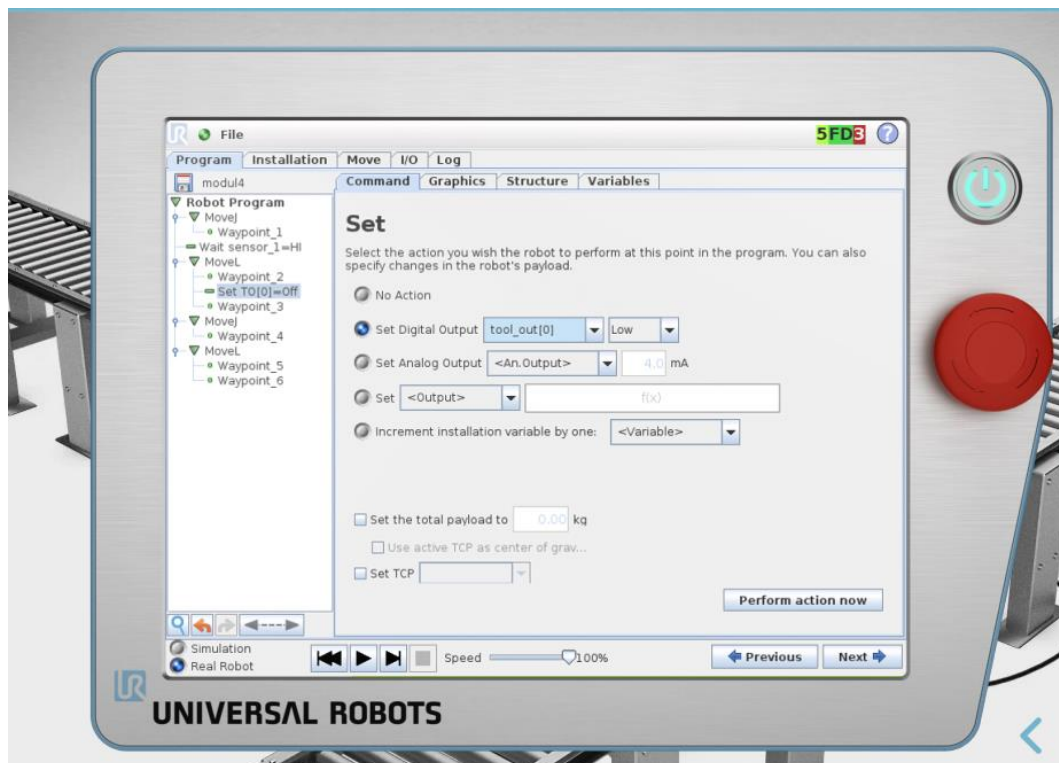 UR File 5FD3 ?
Program Installation Move I/O Log
modul4
Command Graphics Structure Variables
Robot Program
MoveJ
Waypoint_1
Wait sensor_1=HI
MoveL
Waypoint_2
Set TO[0]=Off
Waypoint_3
MoveJ
Waypoint_4
MoveL
Waypoint_5
Waypoint_6
Set
Select the action you wish the robot to perform at this point in the program. You can also
specify changes in the robot's payload.
No Action
Set Digital Output tool_out[0] Low
Set Analog Output <An.Output> 4.0 mA
Set <Output> f(x)
Increment installation variable by one: <Variable>
Set the total payload to 0.00 kg
Use active TCP as center of grav...
Set TCP
Perform action now
Simulation
Real Robot
Speed 100%
Previous Next
UR
UNIVERSAL ROBOTS